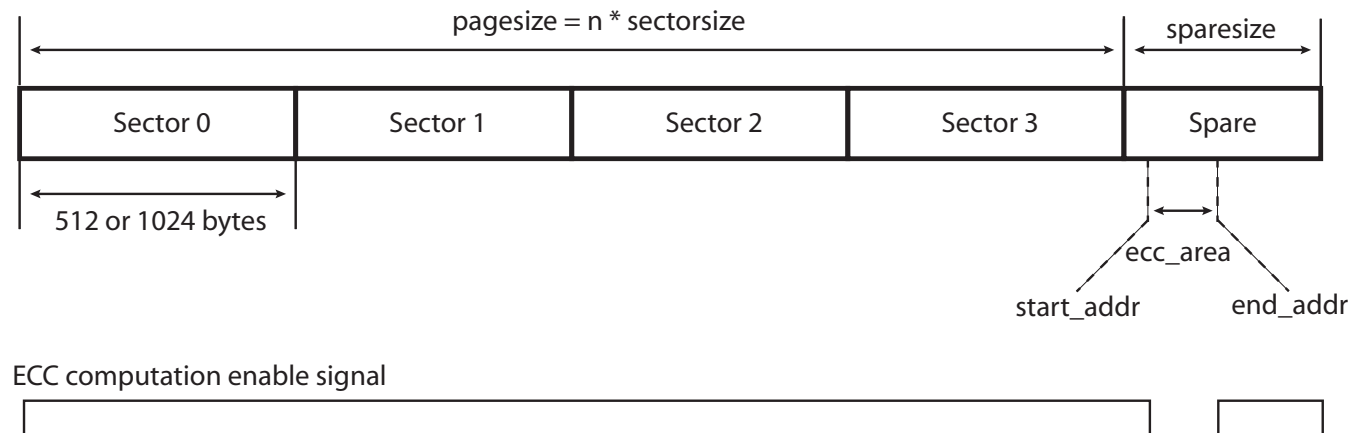 pagesize = n * sectorsize
sparesize
Sector 0
Sector 1
Sector 2
Sector 3
Spare
512 or 1024 bytes
ecc_area
start_addr
end_addr
ECC computation enable signal